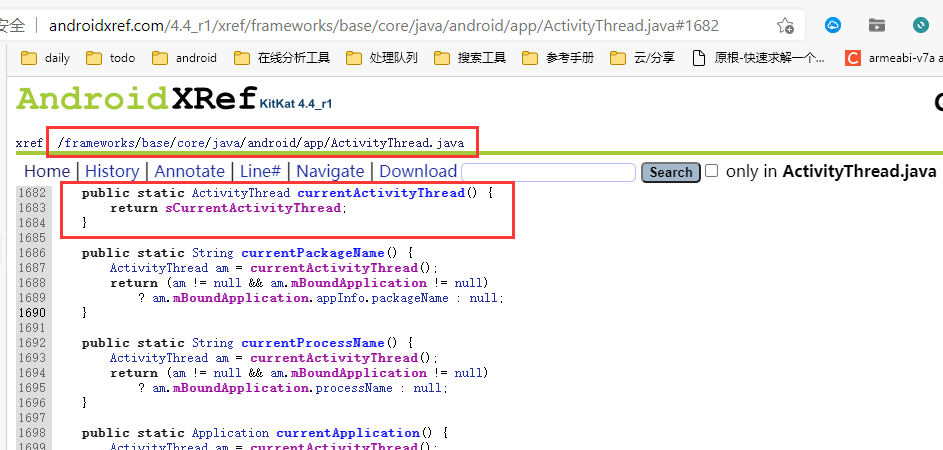 安全 androidxref.com/4.4_r1/xref/frameworks/base/core/java/android/app/ActivityThread.java#1682
daily todo android 在线分析工具 处理队列 搜索工具 参考手册 云/分享 原根-快速求解一个... C armeabi-v7a a
AndroidXRef KitKat 4.4_r1
xref /frameworks/base/core/java/android/app/ActivityThread.java
Home | History | Annotate | Line# | Navigate | Download Search only in ActivityThread.java
1682 public static ActivityThread currentActivityThread() {
1683 return sCurrentActivityThread;
1684 }
1685
1686 public static String currentPackageName() {
1687 ActivityThread am = currentActivityThread();
1688 return (am != null && am.mBoundApplication != null)
1689 ? am.mBoundApplication.appInfo.packageName : null;
1690 }
1691
1692 public static String currentProcessName() {
1693 ActivityThread am = currentActivityThread();
1694 return (am != null && am.mBoundApplication != null)
1695 ? am.mBoundApplication.processName : null;
1696 }
1697
1698 public static Application currentApplication() {
1699 ActivityThread am = currentActivityThread();